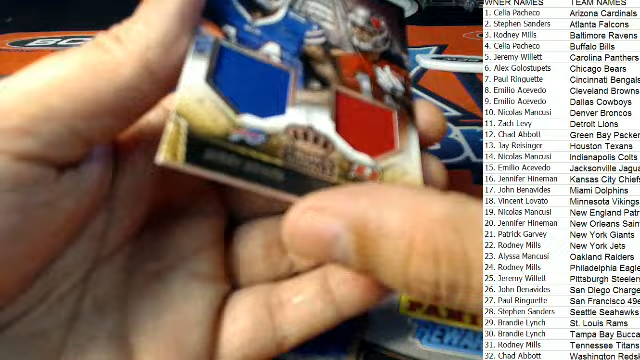 WNER NAMES TEAM NAMES
1. Celia Pacheco Arizona Cardinals
2. Stephen Sanders Atlanta Falcons
3. Rodney Mills Baltimore Ravens
4. Celia Pacheco Buffalo Bills
5. Jeremy Willett Carolina Panthers
6. Alex Golostupets Chicago Bears
7. Paul Ringuette Cincinnati Bengals
8. Emilio Acevedo Cleveland Browns
9. Emilio Acevedo Dallas Cowboys
10. Nicolas Mancusi Denver Broncos
11. Zach Levy Detroit Lions
12. Chad Abbott Green Bay Packer
13. Jay Reisinger Houston Texans
14. Nicolas Mancusi Indianapolis Colts
15. Emilio Acevedo Jacksonville Jagua
16. Jennifer Hineman Kansas City Chiefs
17. John Benavides Miami Dolphins
18. Vincent Lovato Minnesota Vikings
19. Nicolas Mancusi New England Patr
20. Jennifer Hineman New Orleans Sain
21. Patrick Garvey New York Giants
22. Rodney Mills New York Jets
23. Alyssa Mancusi Oakland Raiders
24. Rodney Mills Philadelphia Eagle
25. Jeremy Willett Pittsburgh Steelers
26. John Benavides San Diego Charge
27. Paul Ringuette San Francisco 49e
28. Stephen Sanders Seattle Seahawks
29. Brandie Lynch St. Louis Rams
30. Brandie Lynch Tampa Bay Bucca
31. Rodney Mills Tennessee Titans
32. Chad Abbott Washington Reds